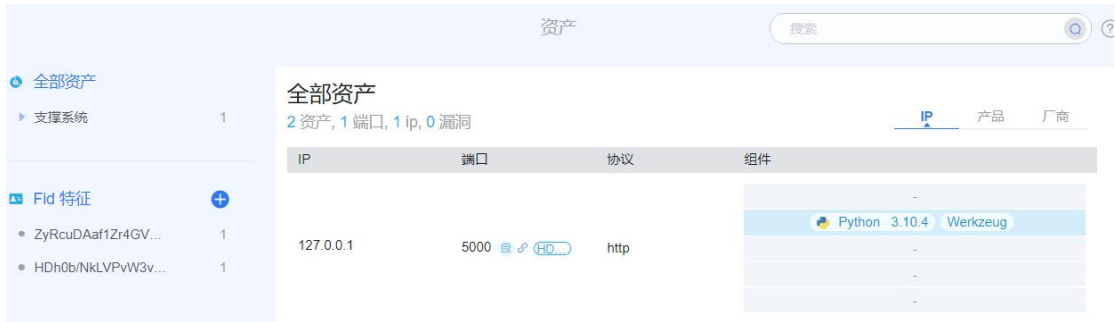 资产
搜索
全部资产
支撑系统 1
Fid 特征
ZyRcuDAaf1Zr4GV... 1
HDh0b/NkLVPvW3v... 1
全部资产
2 资产, 1 端口, 1 ip, 0 漏洞
IP 产品 厂商
IP 端口 协议 组件
-
Python 3.10.4 Werkzeug
127.0.0.1 5000 HD... http
-
-
-